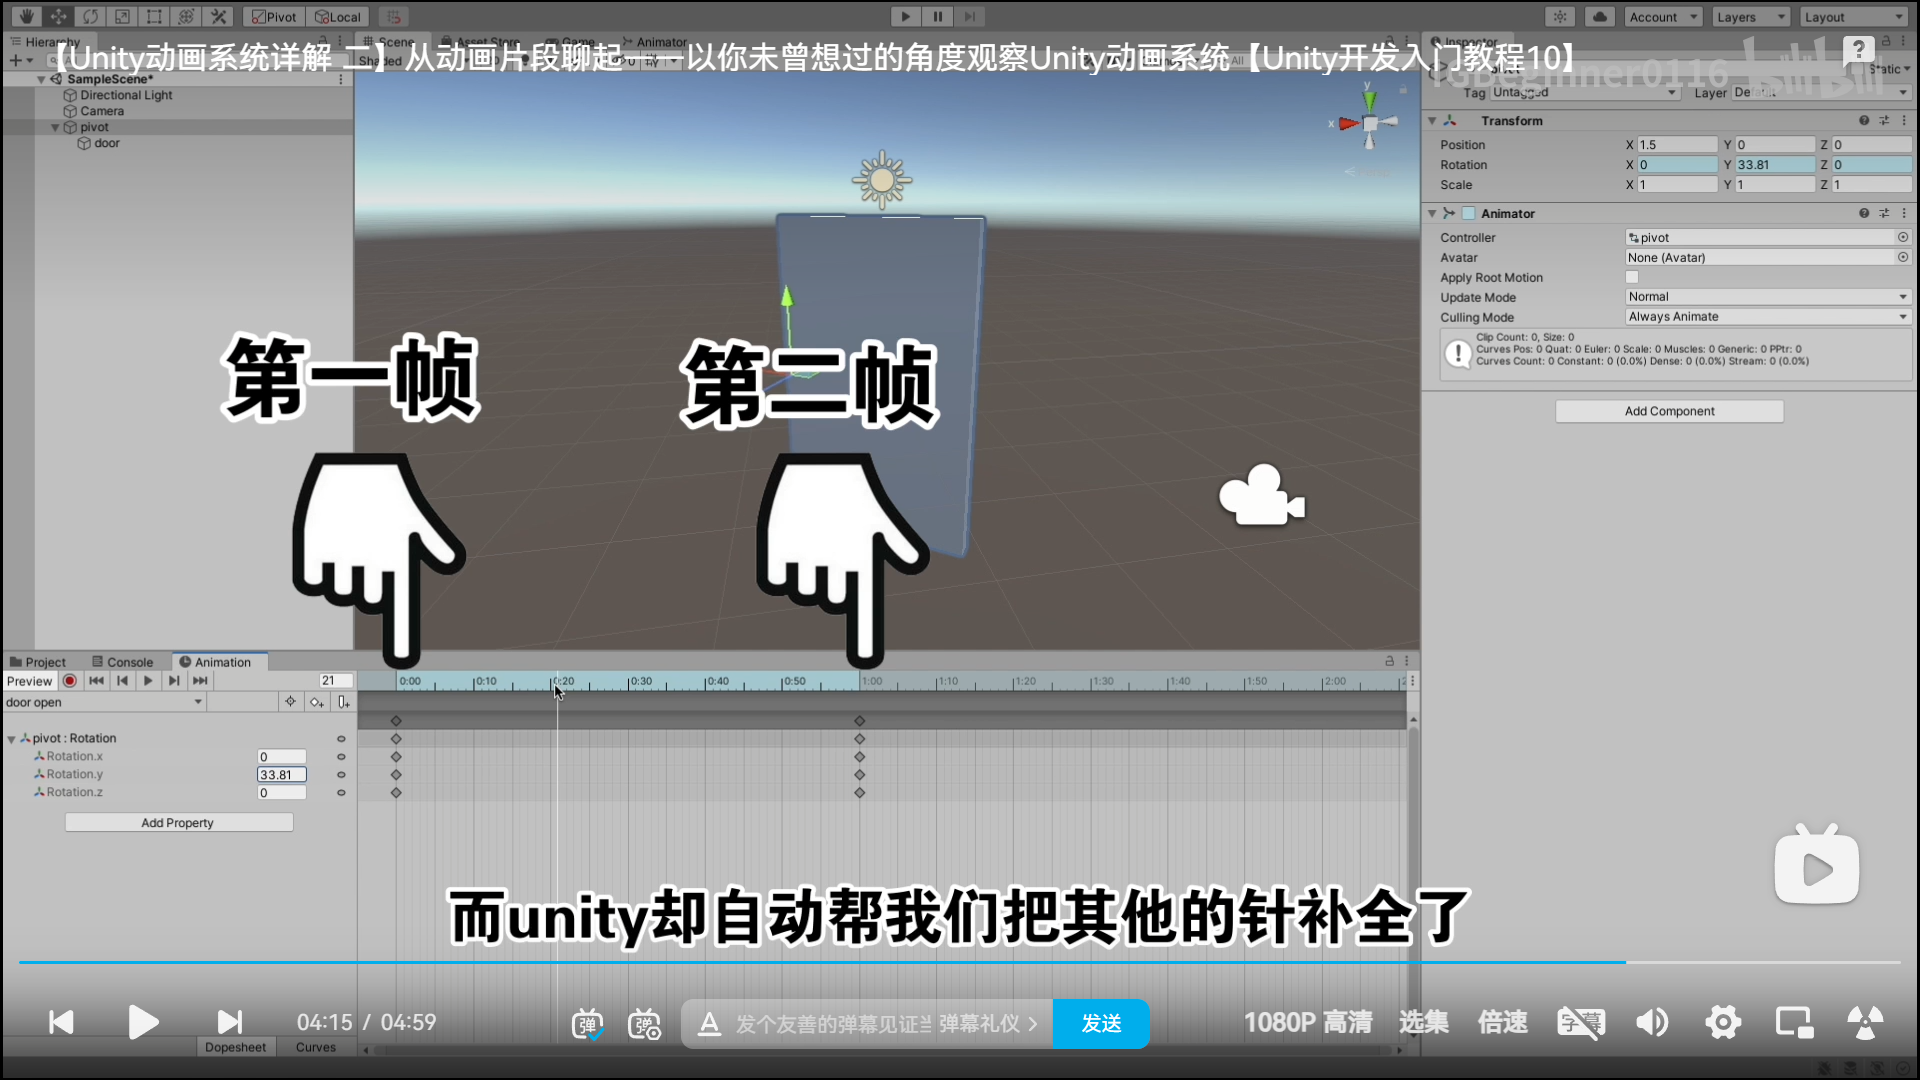 Pivot Local
Account Layers Layout
Hierarchy Scene Asset Store Game Animator Inspector
【Unity动画系统详解 二】从动画片段聊起——以你未曾想过的角度观察Unity动画系统【Unity开发入门教程10】
Shaded All Static
IGBeginner0116 bilibili
SampleScene*
Directional Light
Camera
pivot
door
y
x
Tag Untagged Layer Default
Transform
Position X 1.5 Y 0 Z 0
Rotation X 0 Y 33.81 Z 0
Scale X 1 Y 1 Z 1
Animator
Controller pivot
Avatar None (Avatar)
Apply Root Motion
Update Mode Normal
Culling Mode Always Animate
Clip Count: 0, Size: 0
Curves Pos: 0 Quat: 0 Euler: 0 Scale: 0 Muscles: 0 Generic: 0 PPtr: 0
Curves Count: 0 Constant: 0 (0.0%) Dense: 0 (0.0%) Stream: 0 (0.0%)
Add Component
第一帧
第二帧
Project Console Animation
Preview 21 0:00 0:10 0:20 0:30 0:40 0:50 1:00 1:10 1:20 1:30 1:40 1:50 2:00
door open
pivot : Rotation
Rotation.x 0
Rotation.y 33.81
Rotation.z 0
Add Property
而unity却自动帮我们把其他的针补全了
04:15 / 04:59
弹 弹
发个友善的弹幕见证当 弹幕礼仪 >
发送
1080P 高清 选集 倍速 字幕
Dopesheet Curves